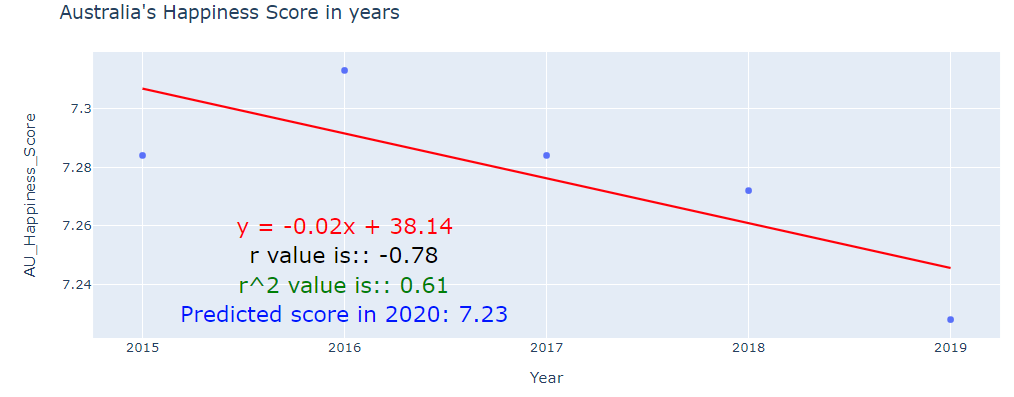 Australia's Happiness Score in years
AU_Happiness_Score
7.3
7.28
7.26
7.24
y = -0.02x + 38.14
r value is:: -0.78
r^2 value is:: 0.61
Predicted score in 2020: 7.23
2015 2016 2017 2018 2019
Year